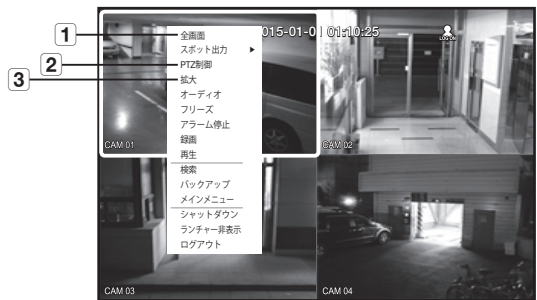 1
2
3
2015-01-01 01:10:25
LOG ON
全画面
スポット出力 ▶
PTZ制御
拡大
オーディオ
フリーズ
アラーム停止
録画
再生
検索
バックアップ
メインメニュー
シャットダウン
ランチャー非表示
ログアウト
CAM 01
CAM 02
CAM 03
CAM 04